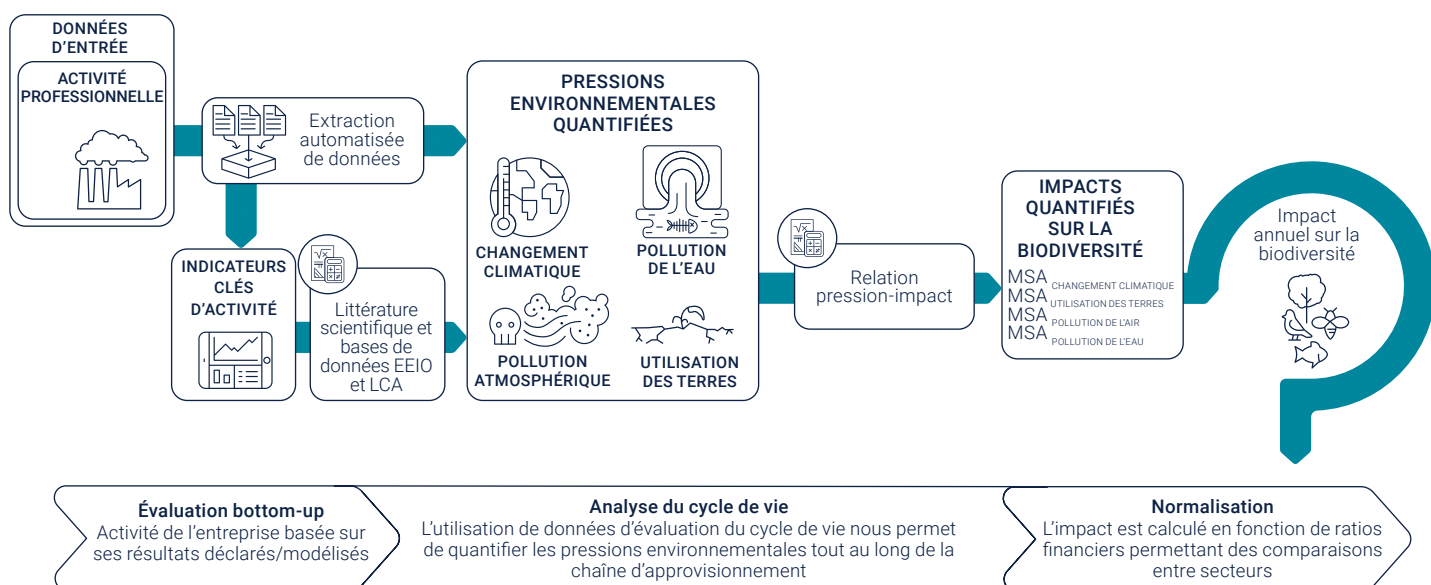 DONNÉES
D'ENTRÉE
ACTIVITÉ
PROFESSIONNELLE
Extraction
automatisée
de données
INDICATEURS
CLÉS
D'ACTIVITÉ
Littérature
scientifique et
bases de
données EEIO
et LCA
PRESSIONS
ENVIRONNEMENTALES
QUANTIFIÉES
CHANGEMENT
CLIMATIQUE
POLLUTION
DE L'EAU
POLLUTION
ATMOSPHÉRIQUE
UTILISATION
DES TERRES
Relation
pression-impact
IMPACTS
QUANTIFIÉS
SUR LA
BIODIVERSITÉ
MSA CHANGEMENT CLIMATIQUE
MSA UTILISATION DES TERRES
MSA POLLUTION DE L'AIR
MSA POLLUTION DE L'EAU
Impact
annuel sur la
biodiversité
Évaluation bottom-up
Activité de l'entreprise basée sur
ses résultats déclarés/modélisés
Analyse du cycle de vie
L'utilisation de données d'évaluation du cycle de vie nous permet
de quantifier les pressions environnementales tout au long de la
chaîne d'approvisionnement
Normalisation
L'impact est calculé en fonction de ratios
financiers permettant des comparaisons
entre secteurs